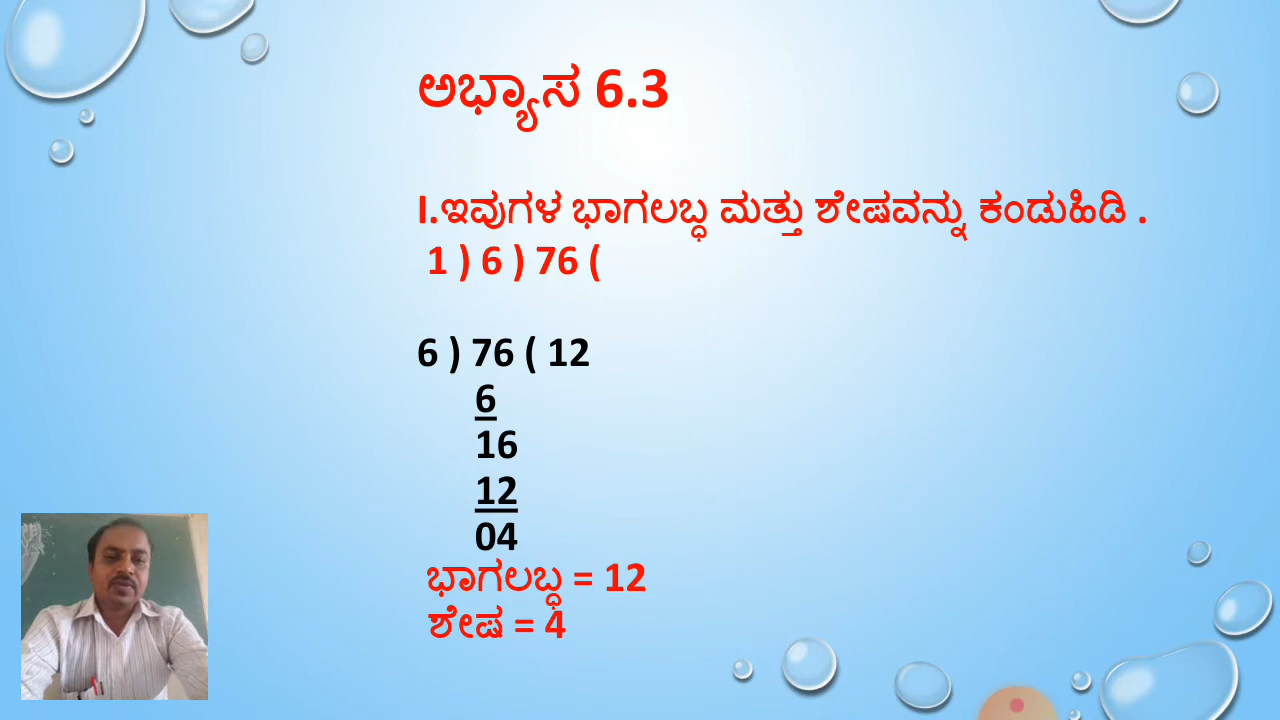 ಅಭ್ಯಾಸ 6.3
I.ಇವುಗಳ ಭಾಗಲಬ್ಧ ಮತ್ತು ಶೇಷವನ್ನು ಕಂಡುಹಿಡಿ .
1 ) 6 ) 76 (
6 ) 76 ( 12
6
16
12
04
ಭಾಗಲಬ್ಧ = 12
ಶೇಷ = 4